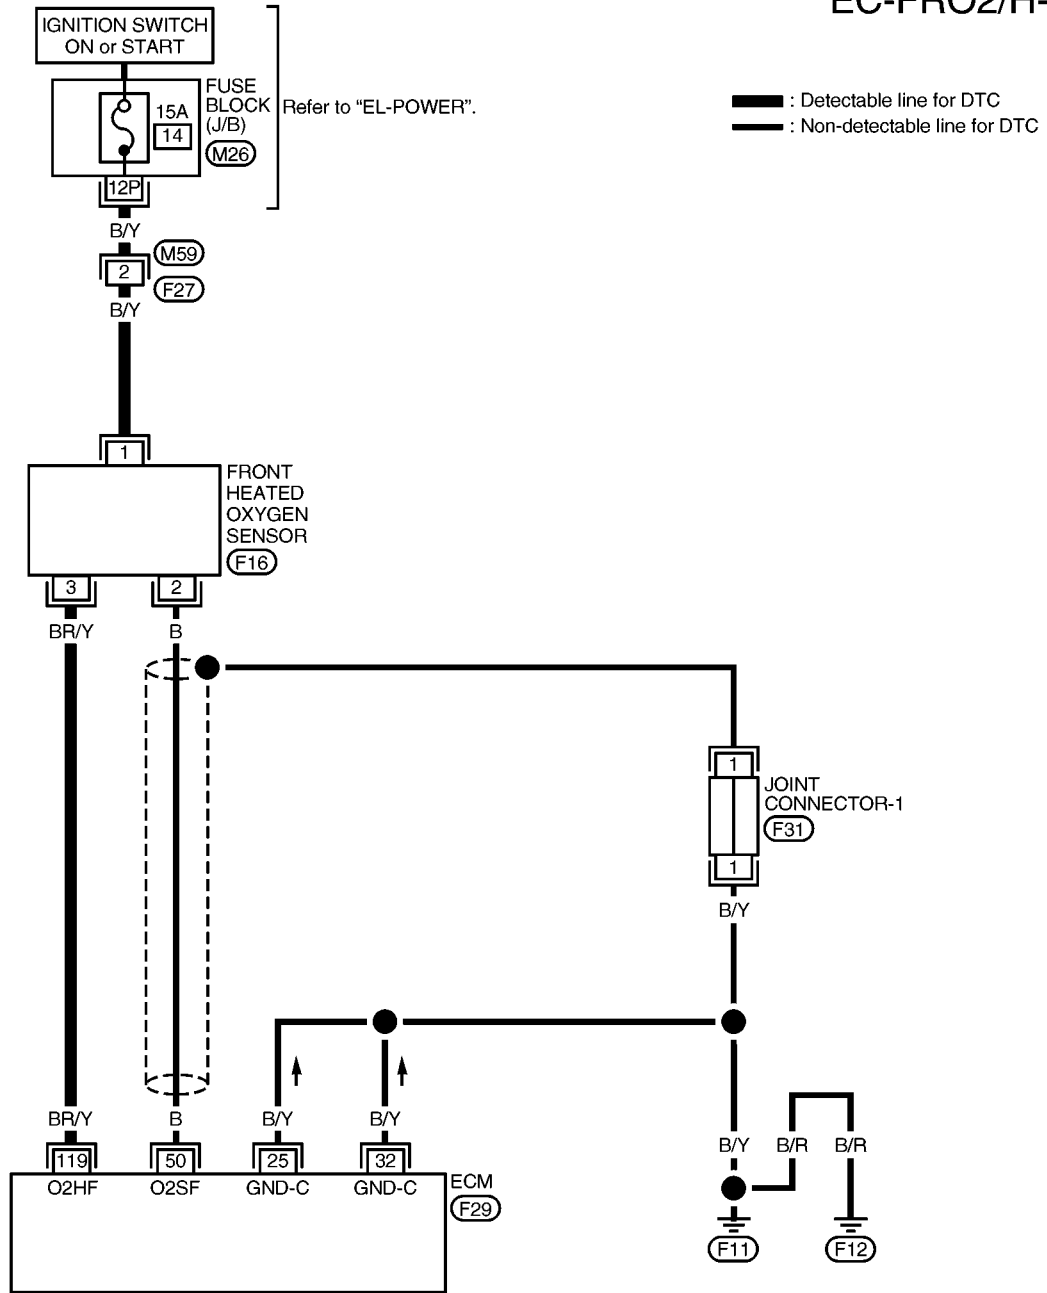 EC-FRO2/H-
IGNITION SWITCH
ON or START
FUSE
BLOCK
(J/B)
15A
14
M26
Refer to “EL-POWER”.
: Detectable line for DTC
: Non-detectable line for DTC
12P
B/Y
M59
2
F27
B/Y
1
FRONT
HEATED
OXYGEN
SENSOR
F16
3
2
BR/Y
B
1
JOINT
CONNECTOR-1
F31
1
B/Y
BR/Y
B
B/Y
B/Y
B/Y
B/R
B/R
119
50
25
32
O2HF
O2SF
GND-C
GND-C
ECM
F29
F11
F12